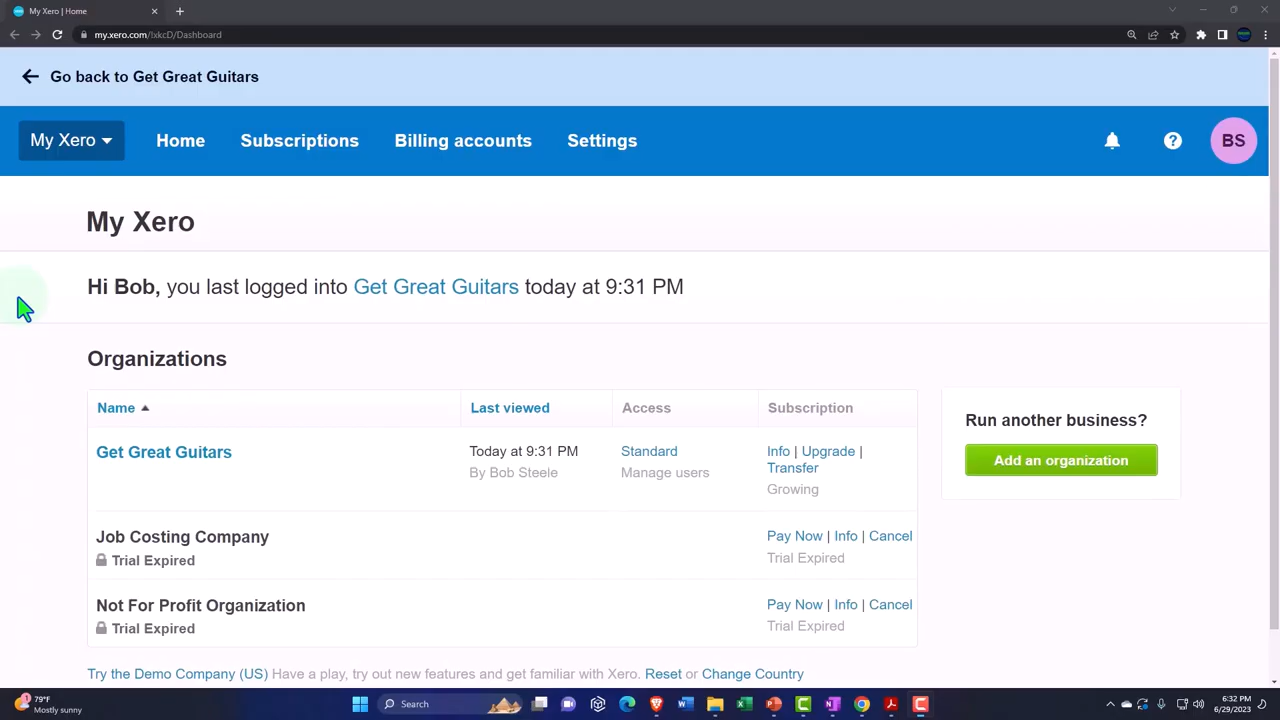 My Xero | Home
my.xero.com/!xkcD/Dashboard
Go back to Get Great Guitars
My Xero
Home
Subscriptions
Billing accounts
Settings
BS
My Xero
Hi Bob, you last logged into Get Great Guitars today at 9:31 PM
Organizations
Name
Last viewed
Access
Subscription
Get Great Guitars
Today at 9:31 PM
By Bob Steele
Standard
Manage users
Info | Upgrade |
Transfer
Growing
Job Costing Company
Trial Expired
Pay Now | Info | Cancel
Trial Expired
Not For Profit Organization
Trial Expired
Pay Now | Info | Cancel
Trial Expired
Run another business?
Add an organization
Try the Demo Company (US) Have a play, try out new features and get familiar with Xero. Reset or Change Country
79°F
Mostly sunny
Search
6:32 PM
6/29/2023